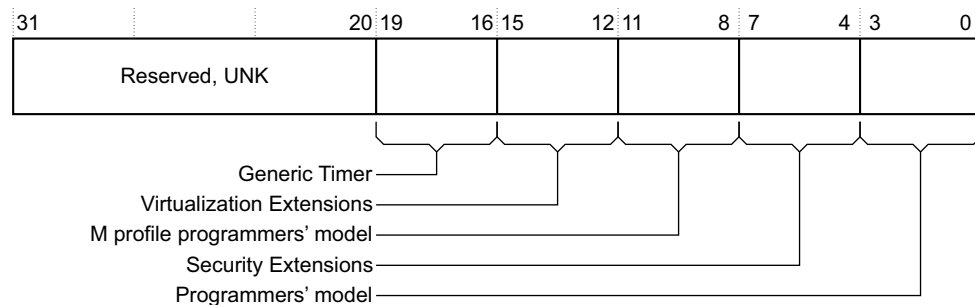 31 20 19 16 15 12 11 8 7 4 3 0
Reserved, UNK
Generic Timer
Virtualization Extensions
M profile programmers’ model
Security Extensions
Programmers’ model